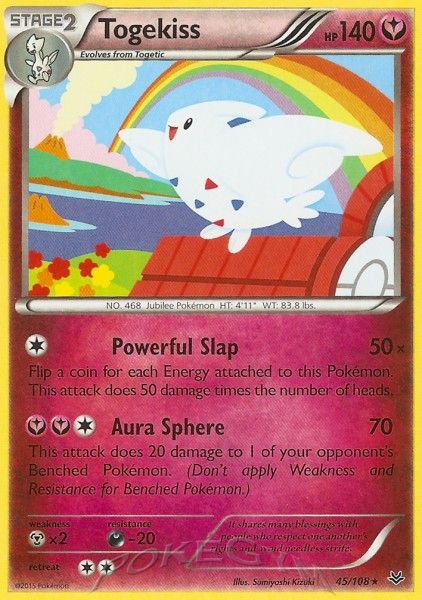 STAGE2
Togekiss
HP140
Evolves from Togetic
NO. 468 Jubilee Pokémon HT: 4'11" WT: 83.8 lbs.
Powerful Slap 50×
Flip a coin for each Energy attached to this Pokémon.
This attack does 50 damage times the number of heads.
Aura Sphere 70
This attack does 20 damage to 1 of your opponent's
Benched Pokémon. (Don't apply Weakness and
Resistance for Benched Pokémon.)
weakness resistance
×2 -20
retreat
It shares many blessings with
people who respect one another's
rights and avoid needless strife.
©2015 Pokémon
Illus. Sumiyoshi Kizuki
45/108